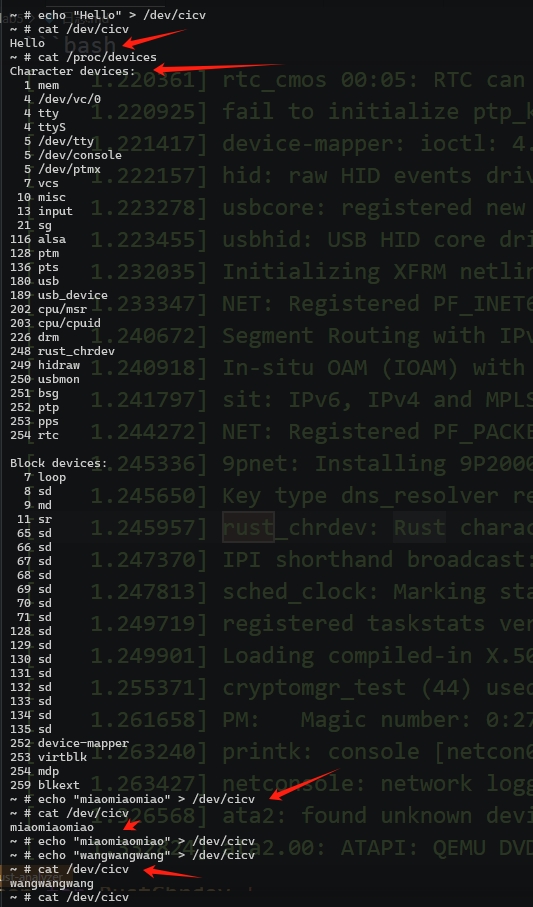 ~ # echo "Hello" > /dev/cicv
~ # cat /dev/cicv
Hello
~ # cat /proc/devices
Character devices:
1 mem
4 /dev/vc/0
4 tty
4 ttyS
5 /dev/tty
5 /dev/console
5 /dev/ptmx
7 vcs
10 misc
13 input
21 sg
116 alsa
128 ptm
136 pts
180 usb
189 usb_device
202 cpu/msr
203 cpu/cpuid
226 drm
248 rust_chrdev
249 hidraw
250 usbmon
251 bsg
252 ptp
253 pps
254 rtc
Block devices:
7 loop
8 sd
9 md
11 sr
65 sd
66 sd
67 sd
68 sd
69 sd
70 sd
71 sd
128 sd
129 sd
130 sd
131 sd
132 sd
133 sd
134 sd
135 sd
252 device-mapper
253 virtblk
254 mdp
259 blkext
~ # echo "miaomiaomiao" > /dev/cicv
~ # cat /dev/cicv
miaomiaomiao
~ # echo "miaomiaomiao" > /dev/cicv
~ # echo "wangwangwang" > /dev/cicv
~ # cat /dev/cicv
wangwangwang
~ # cat /dev/cicv
bash
1.220361] rtc_cmos 00:05: RTC can
1.220925] fail to initialize ptp_k
1.221417] device-mapper: ioctl: 4.
1.222157] hid: raw HID events driv
1.223278] usbcore: registered new
1.223455] usbhid: USB HID core dri
1.232035] Initializing XFRM netlin
1.233347] NET: Registered PF_INET6
1.240672] Segment Routing with IPv
1.240918] In-situ OAM (IOAM) with
1.241797] sit: IPv6, IPv4 and MPLS
1.244272] NET: Registered PF_PACKE
1.245336] 9pnet: Installing 9P2000
1.245650] Key type dns_resolver re
1.245957] rust_chrdev: Rust charac
1.247370] IPI shorthand broadcast:
1.247813] sched_clock: Marking sta
1.249719] registered taskstats ver
1.249901] Loading compiled-in X.50
1.255371] cryptomgr_test (44) used
1.261658] PM: Magic number: 0:27
1.263240] printk: console [netcon0
1.263427] netconsole: network logg
1.326568] ata2: found unknown devi
ata2.00: ATAPI: QEMU DVD